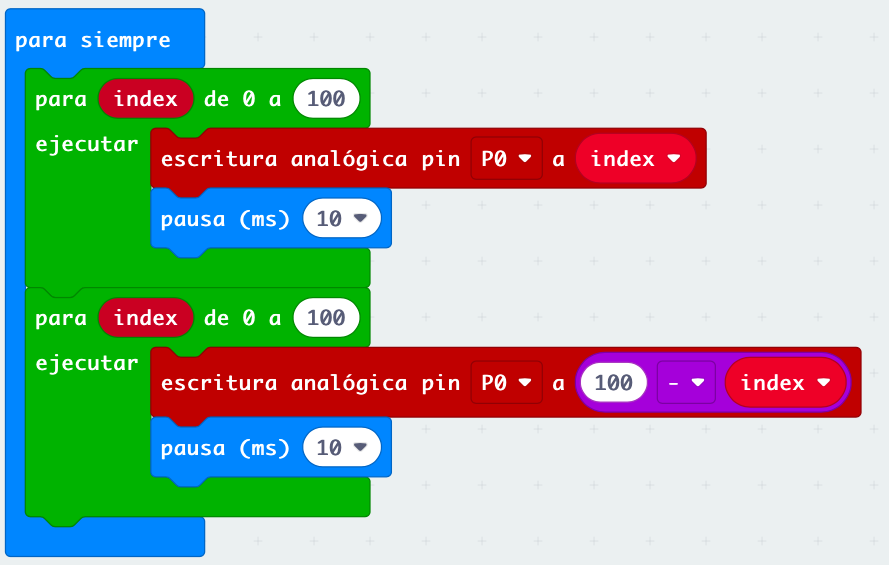 para siempre
para index de 0 a 100
ejecutar
escritura analógica pin P0 a index
pausa (ms) 10
para index de 0 a 100
ejecutar
escritura analógica pin P0 a 100 - index
pausa (ms) 10